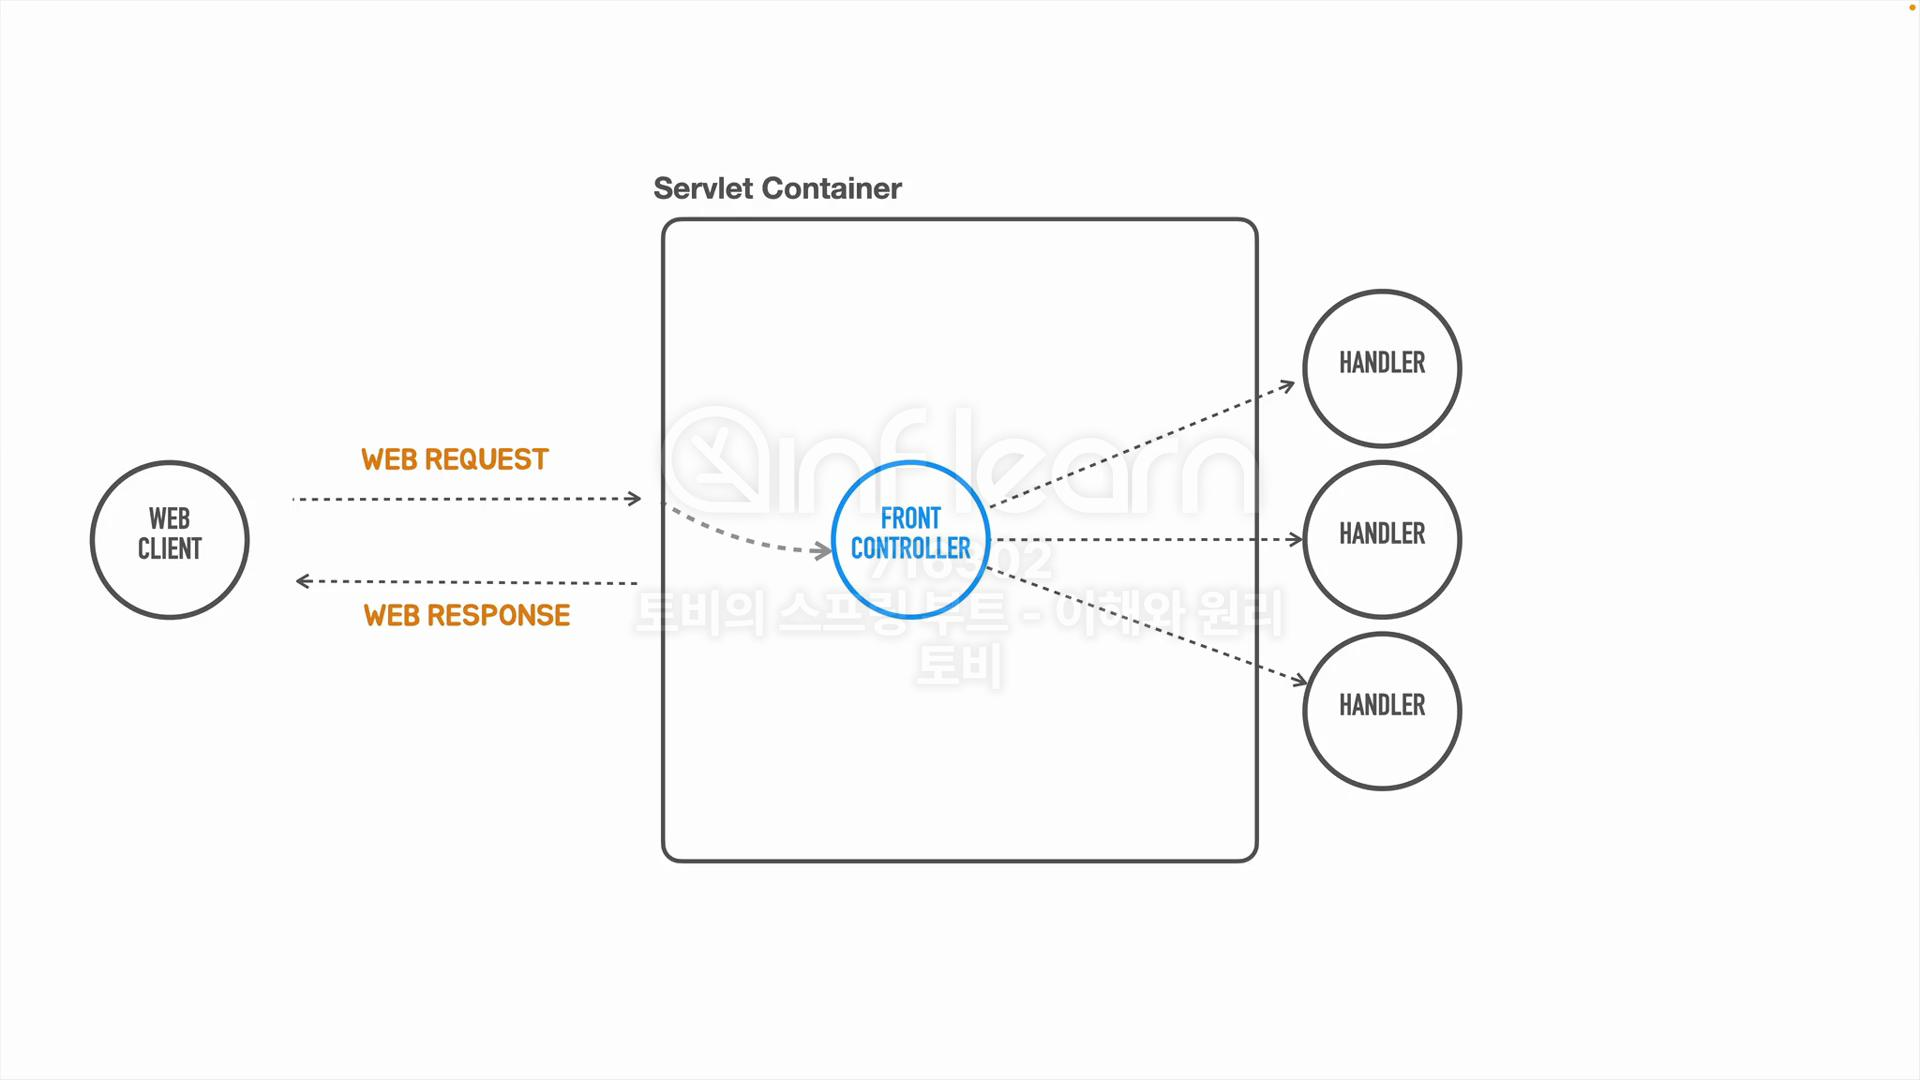 Servlet Container
HANDLER
WEB REQUEST
inflearn
WEB
CLIENT
FRONT
CONTROLLER
HANDLER
WEB RESPONSE
토비의 스프링 부트 - 이해와 원리
토비
HANDLER